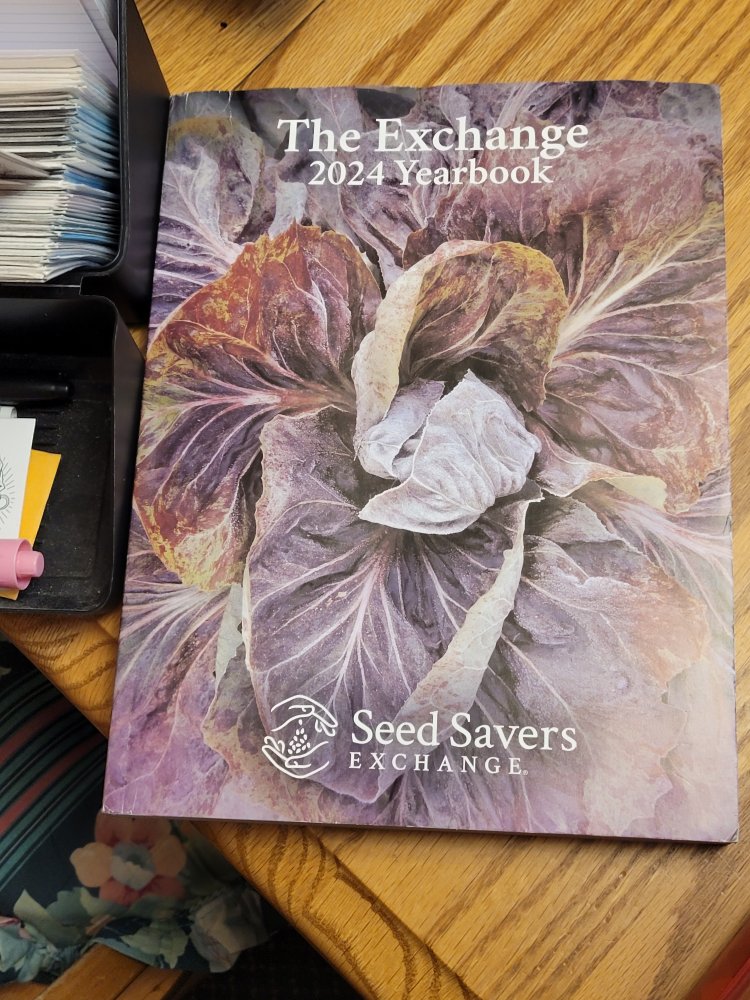 The Exchange
2024 Yearbook
Seed Savers
EXCHANGE®